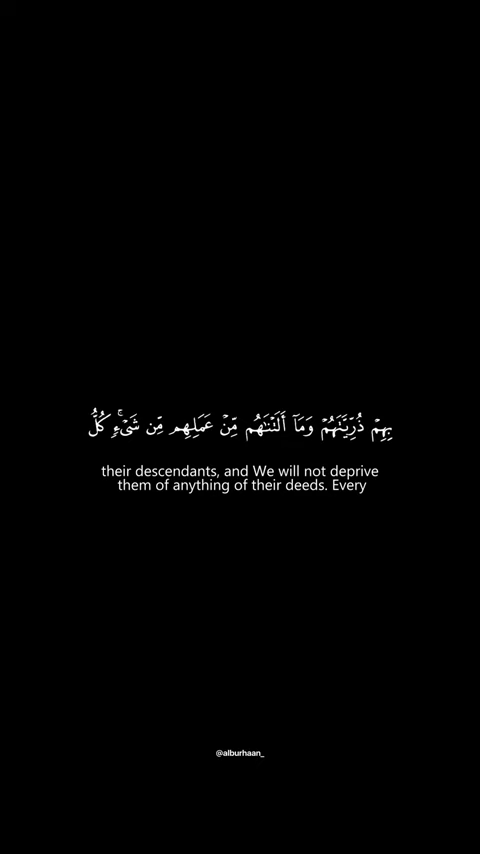 بِهِمۡ ذُرِّيَّتَهُمۡ وَمَآ أَلَتۡنَٰهُم مِّنۡ عَمَلِهِم مِّن شَيۡءٖۚ كُلُّ
their descendants, and We will not deprive
them of anything of their deeds. Every
@alburhaan_